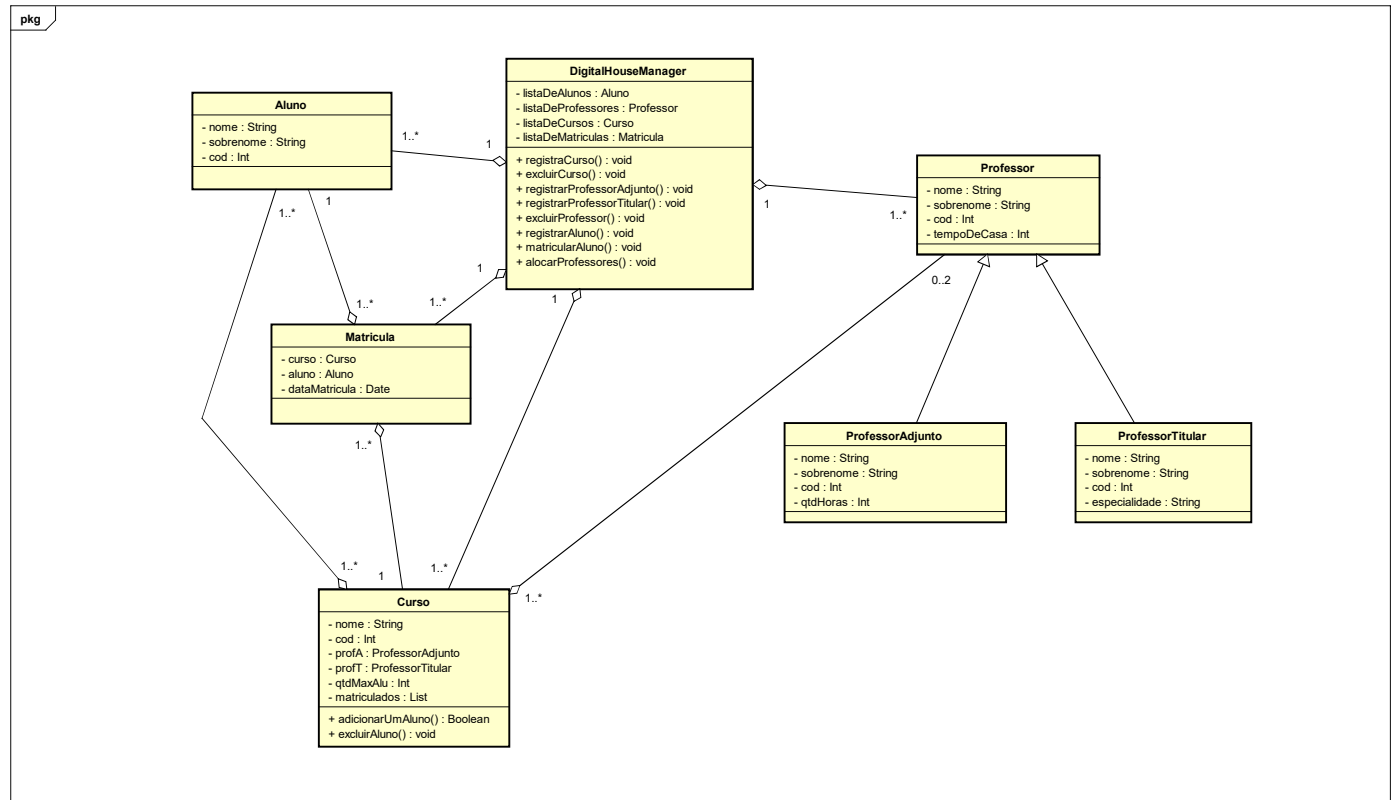 pkg
DigitalHouseManager
- listaDeAlunos : Aluno
- listaDeProfessores : Professor
- listaDeCursos : Curso
- listaDeMatriculas : Matricula
+ registraCurso() : void
+ excluirCurso() : void
+ registrarProfessorAdjunto() : void
+ registrarProfessorTitular() : void
+ excluirProfessor() : void
+ registrarAluno() : void
+ matricularAluno() : void
+ alocarProfessores() : void
Aluno
- nome : String
- sobrenome : String
- cod : Int
1..*
1
Professor
- nome : String
- sobrenome : String
- cod : Int
- tempoDeCasa : Int
1
1..*
1..*
1
1
1..*
1..*
1
0..2
Matricula
- curso : Curso
- aluno : Aluno
- dataMatricula : Date
1..*
ProfessorAdjunto
- nome : String
- sobrenome : String
- cod : Int
- qtdHoras : Int
ProfessorTitular
- nome : String
- sobrenome : String
- cod : Int
- especialidade : String
1..*
1
1..*
1..*
Curso
- nome : String
- cod : Int
- profA : ProfessorAdjunto
- profT : ProfessorTitular
- qtdMaxAlu : Int
- matriculados : List
+ adicionarUmAluno() : Boolean
+ excluirAluno() : void